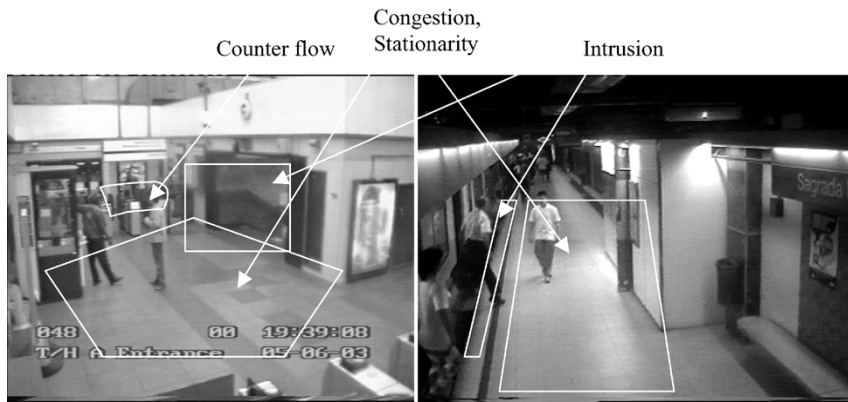 Congestion,
Counter flow Stationarity Intrusion
048 00 19:39:08
T/H A Entrance 05-06-03
Sagrada